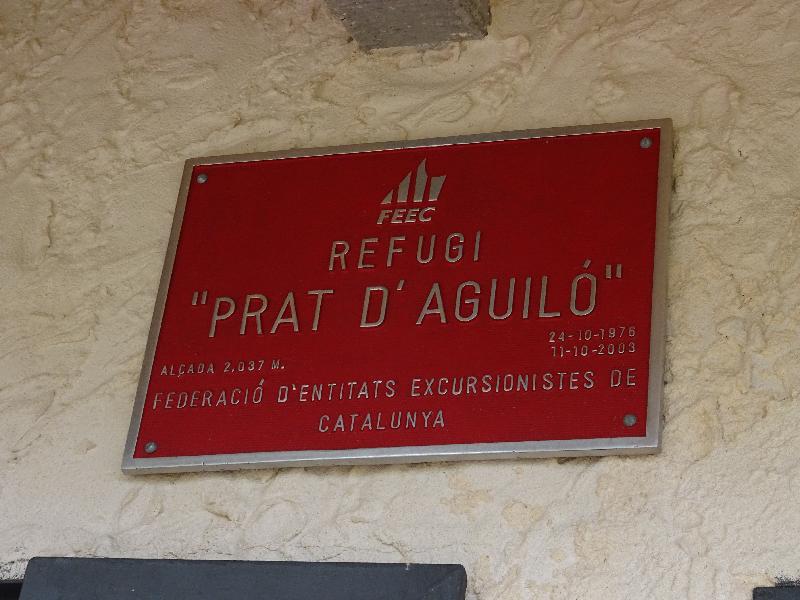 FEEC
REFUGI
"PRAT D'AGUILÓ"
24-10-1976
11-10-2003
ALÇADA 2,037 M.
FEDERACIÓ D'ENTITATS EXCURSIONISTES DE
CATALUNYA